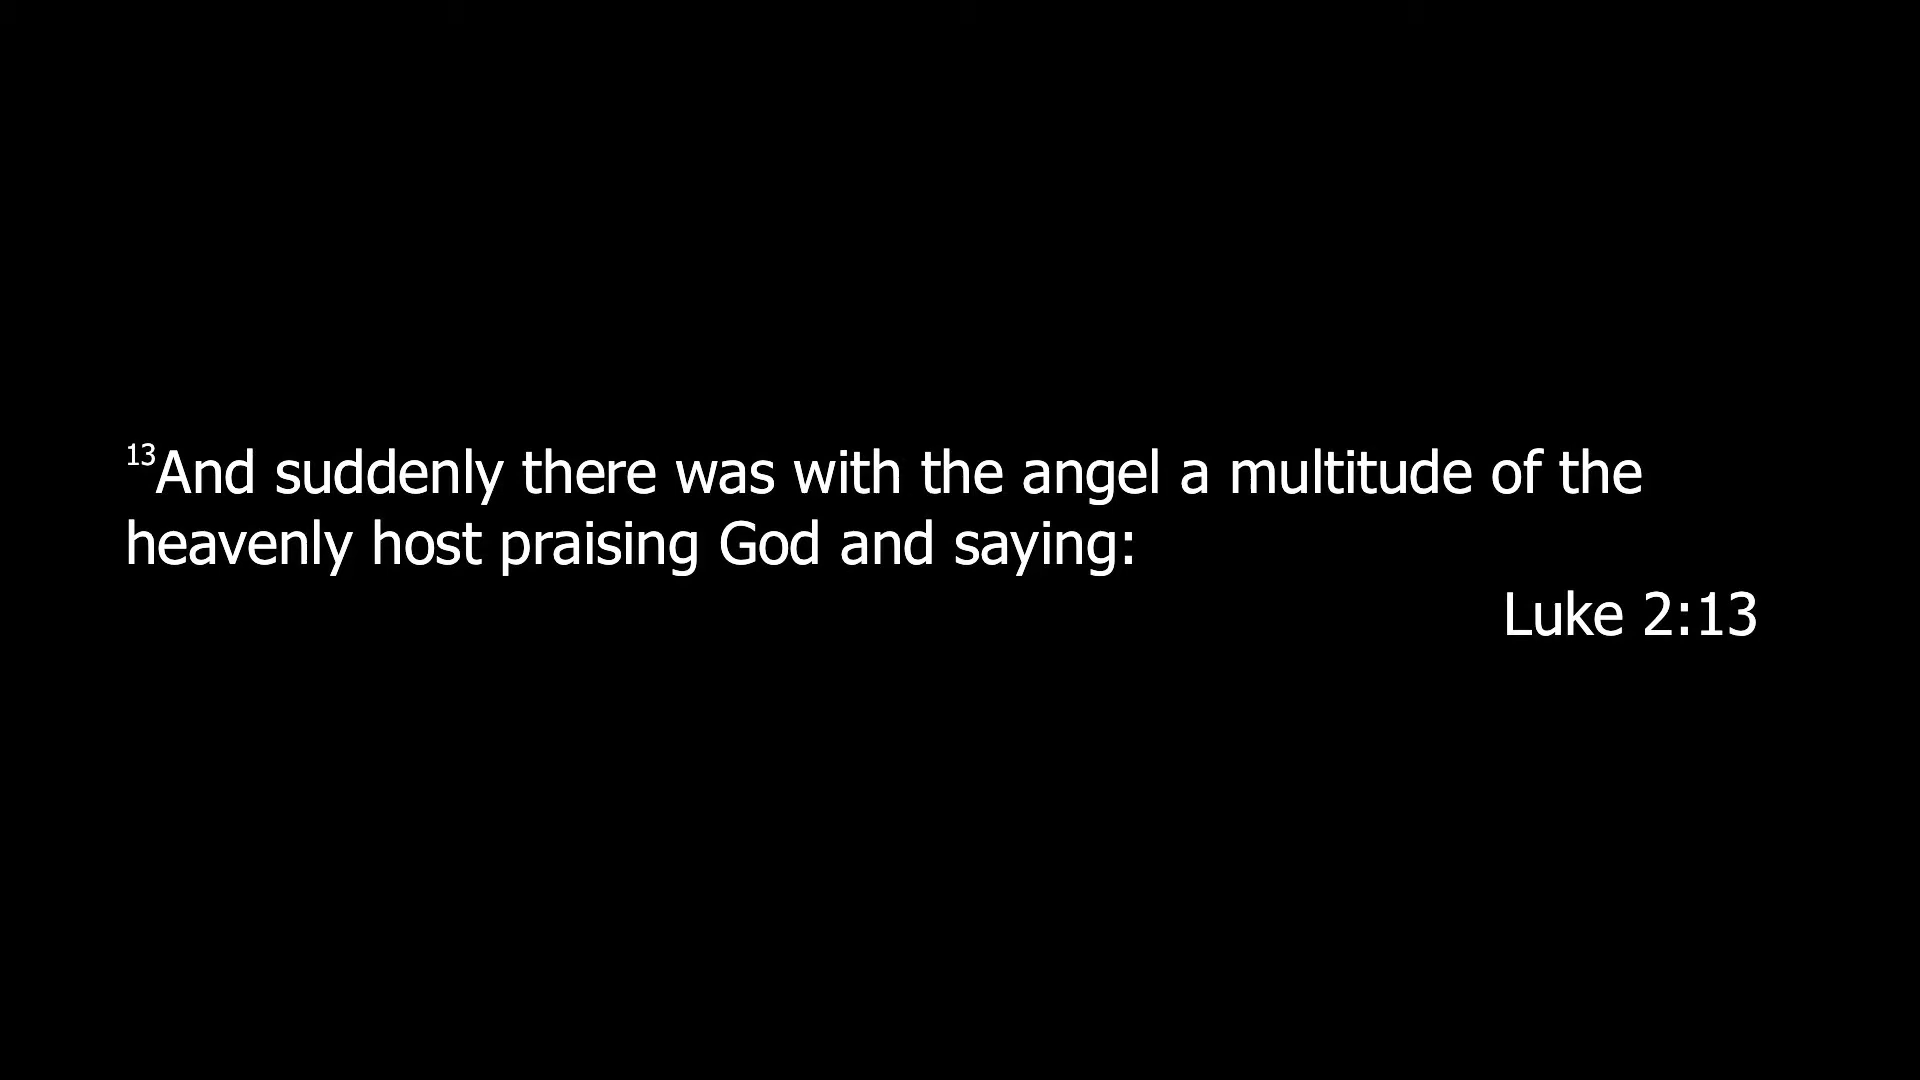 ¹³And suddenly there was with the angel a multitude of the
heavenly host praising God and saying:
Luke 2:13